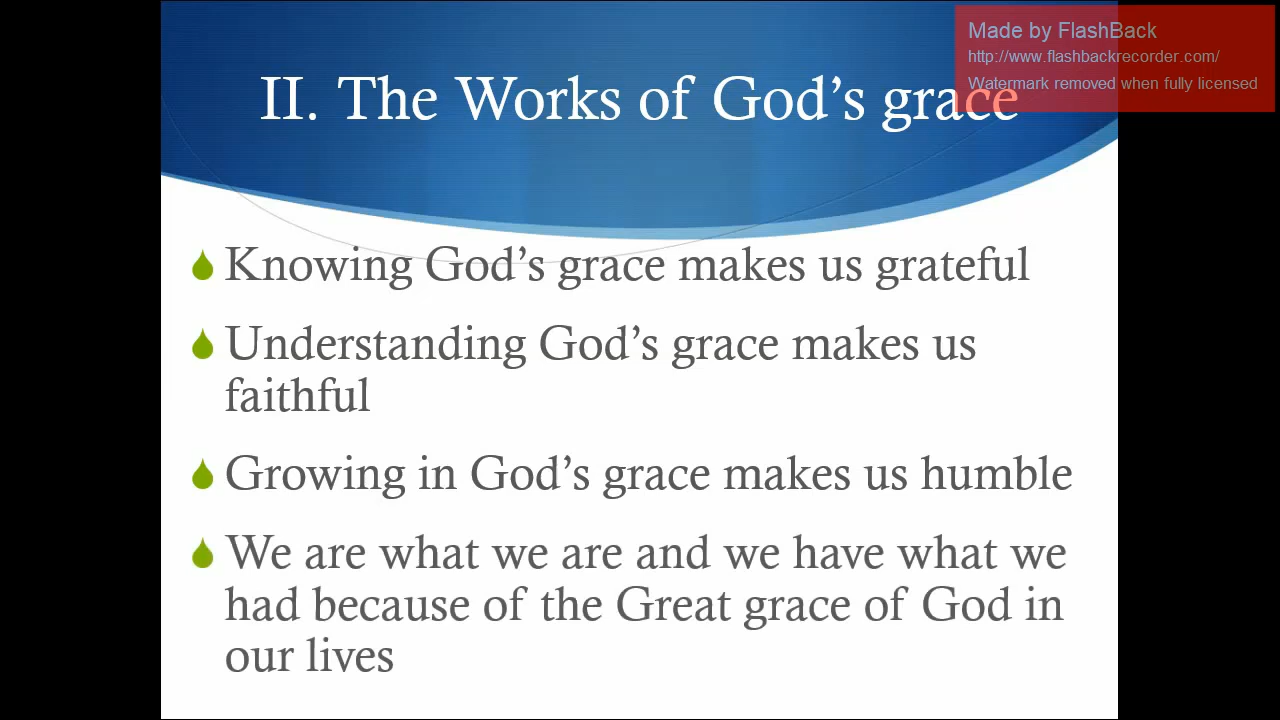 Made by FlashBack
http://www.flashbackrecorder.com/
Watermark removed when fully licensed
II. The Works of God’s grace
Knowing God’s grace makes us grateful
Understanding God’s grace makes us
faithful
Growing in God’s grace makes us humble
We are what we are and we have what we
had because of the Great grace of God in
our lives